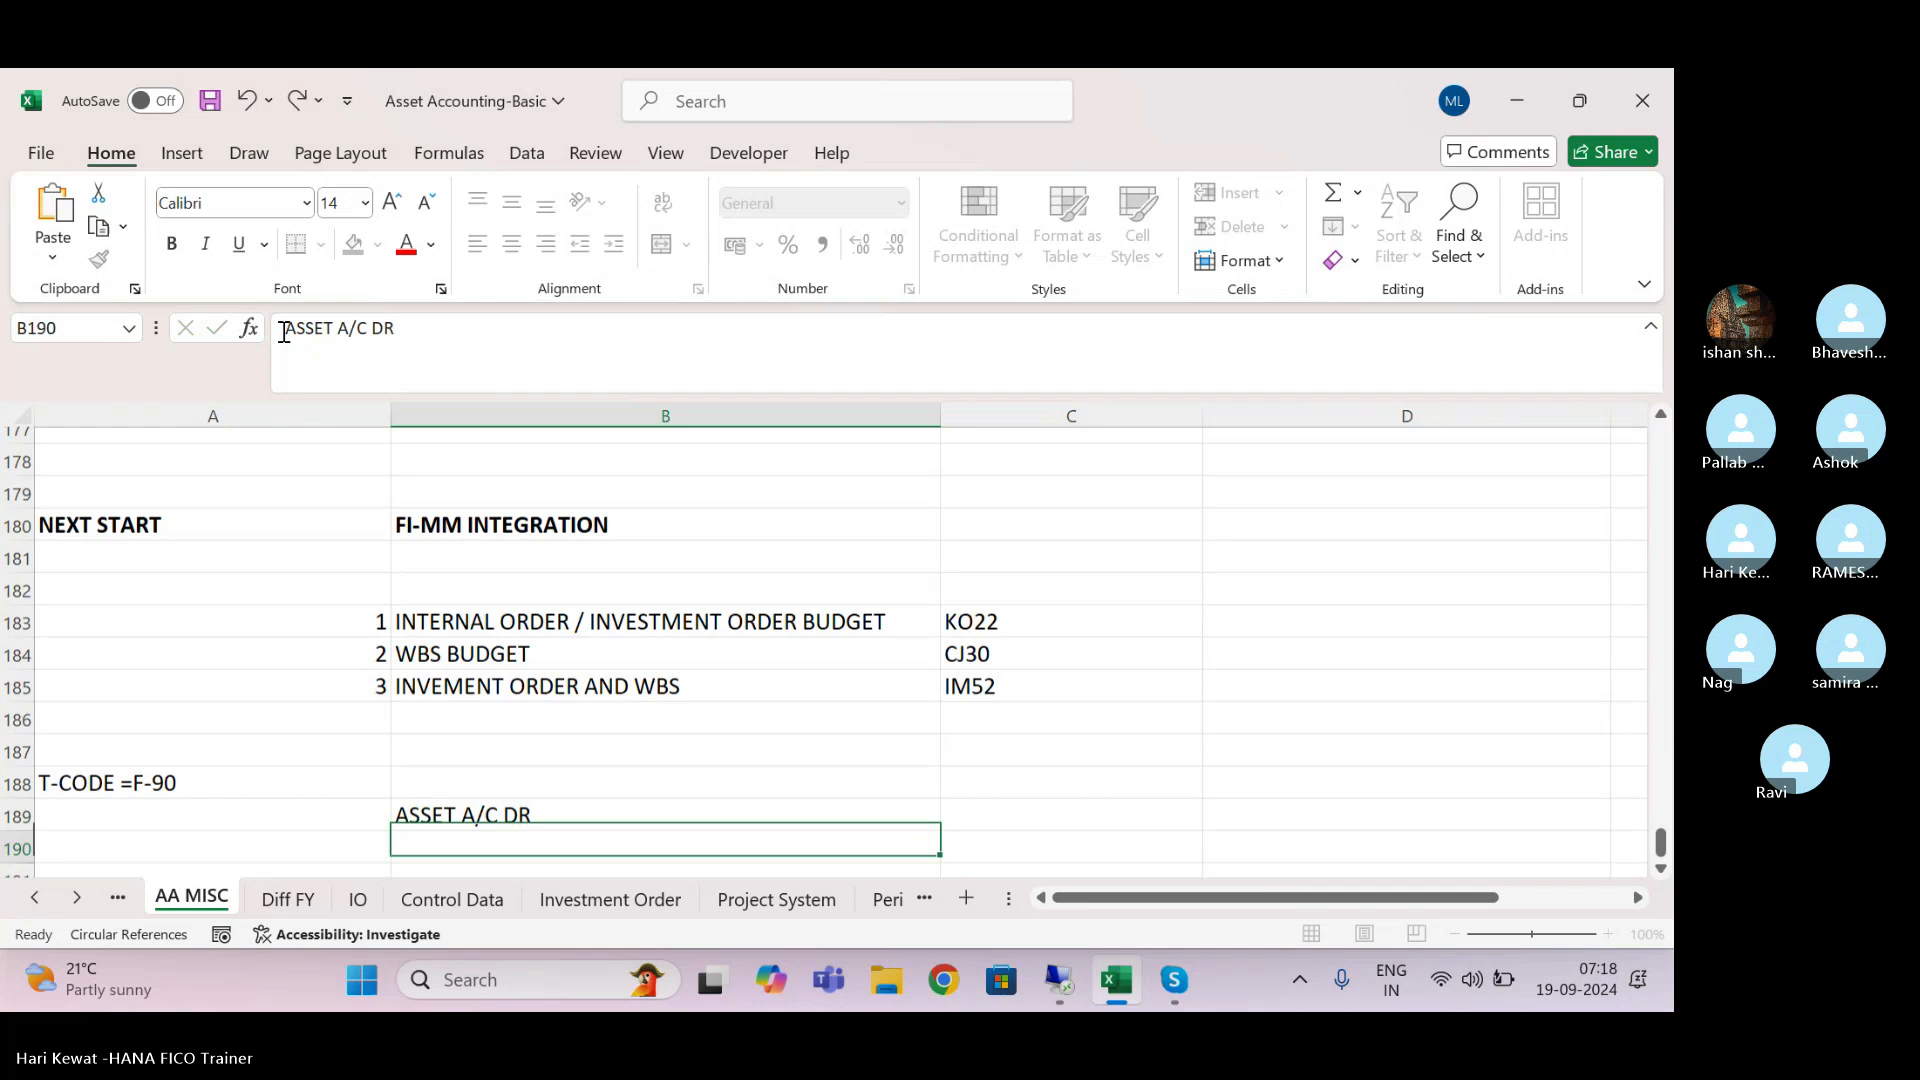 AutoSave Off Asset Accounting-Basic Search ML
File Home Insert Draw Page Layout Formulas Data Review View Developer Help Comments Share
Paste Calibri 14 General Conditional Formatting Format as Table Cell Styles Insert Delete Format Sort & Filter Find & Select Add-ins
Clipboard Font Alignment Number Styles Cells Editing Add-ins
B190 fx ASSET A/C DR
A B C D
177
178
179
180 NEXT START FI-MM INTEGRATION
181
182
183 1 INTERNAL ORDER / INVESTMENT ORDER BUDGET KO22
184 2 WBS BUDGET CJ30
185 3 INVEMENT ORDER AND WBS IM52
186
187
188 T-CODE =F-90
189 ASSET A/C DR
190
AA MISC Diff FY IO Control Data Investment Order Project System Peri
Ready Circular References Accessibility: Investigate 100%
21°C
Partly sunny
Search
ENG
IN
07:18
19-09-2024
ishan sh... Bhavesh...
Pallab ... Ashok
Hari Ke... RAMES...
Nag samira ...
Ravi
Hari Kewat -HANA FICO Trainer